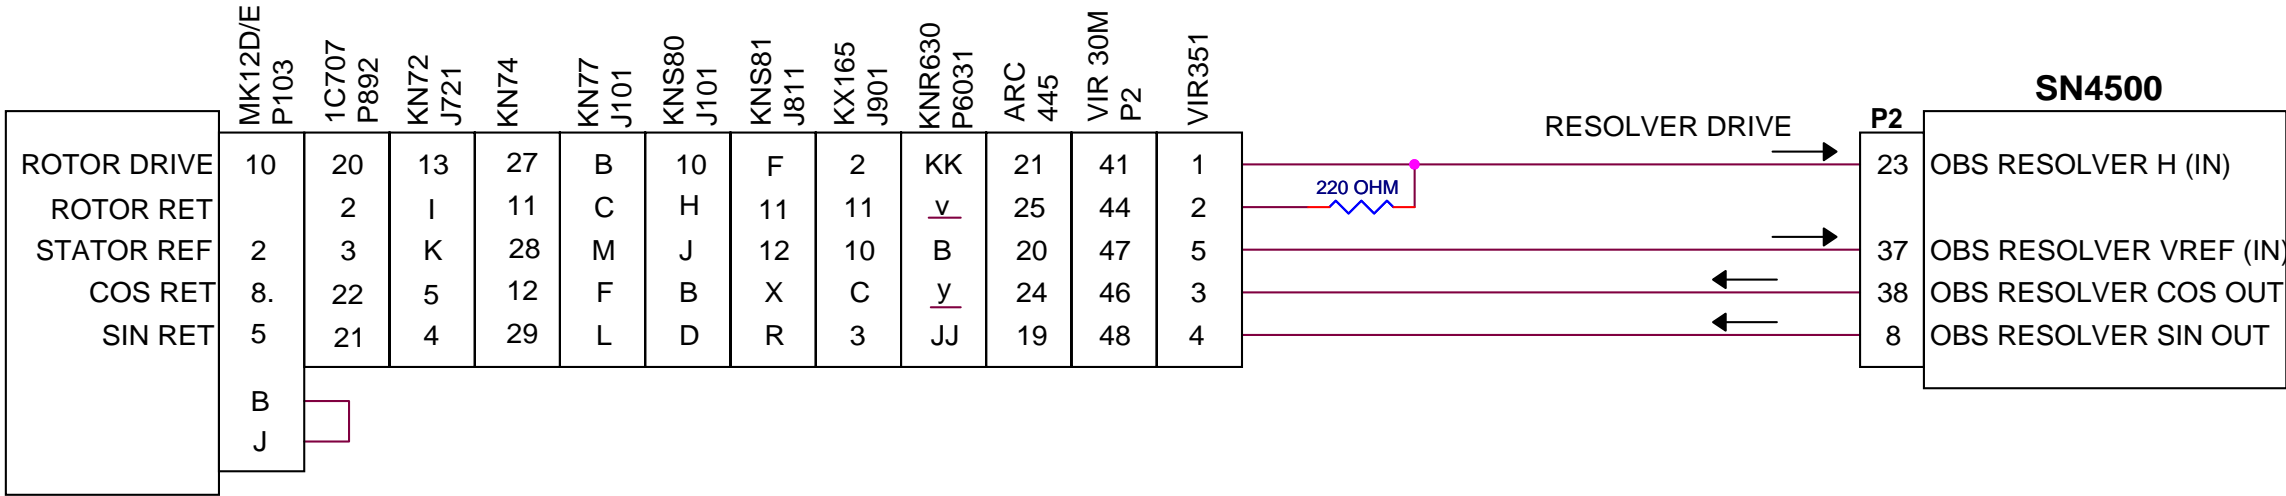 MK12D/E P103
1C707 P892
KN72 J721
KN74
KN77 J101
KNS80 J101
KNS81 J811
KX165 J901
KNR630 P6031
ARC 445
VIR 30M P2
VIR351
SN4500
P2
RESOLVER DRIVE
ROTOR DRIVE 10 20 13 27 B 10 F 2 KK 21 41 1 23 OBS RESOLVER H (IN)
220 OHM
ROTOR RET 2 I 11 C H 11 11 v 25 44 2
STATOR REF 2 3 K 28 M J 12 10 B 20 47 5 37 OBS RESOLVER VREF (IN)
COS RET 8. 22 5 12 F B X C y 24 46 3 38 OBS RESOLVER COS OUT
SIN RET 5 21 4 29 L D R 3 JJ 19 48 4 8 OBS RESOLVER SIN OUT
B
J